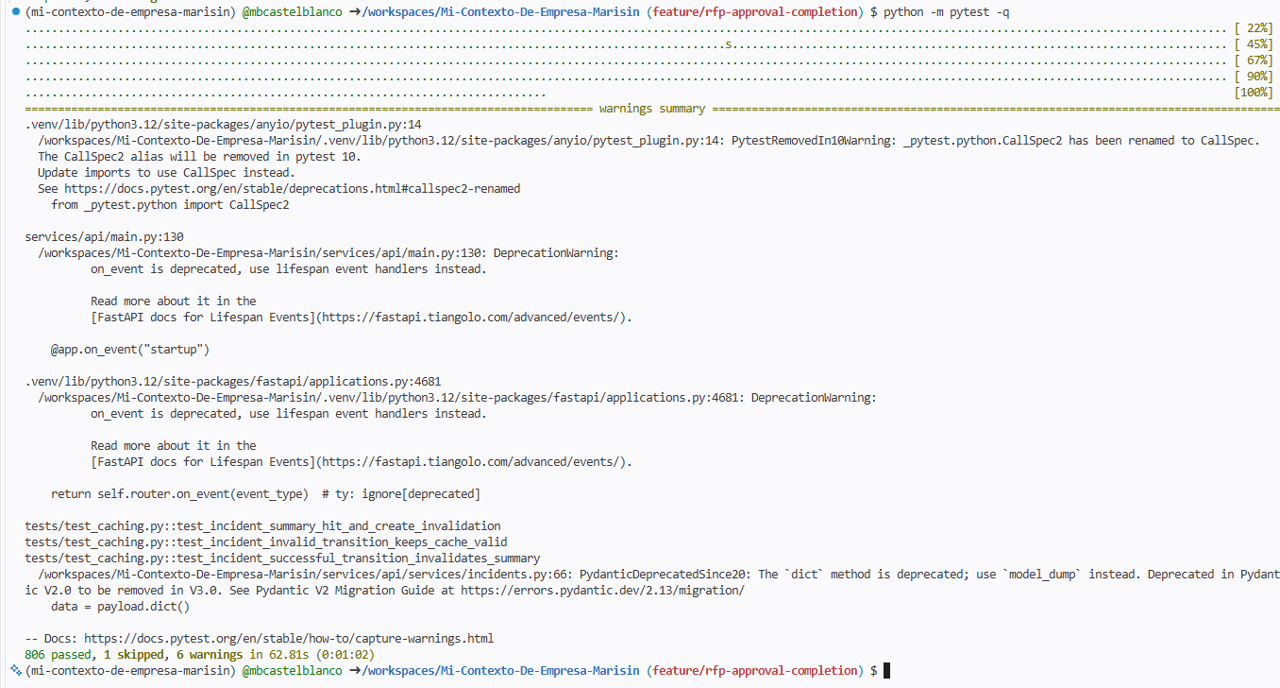 (mi-contexto-de-empresa-marisin) @mbcastelblanco ➜/workspaces/Mi-Contexto-De-Empresa-Marisin (feature/rfp-approval-completion) $ python -m pytest -q
........................................................................................................................................................................................ [ 22%]
...........................................................................................................s............................................................................ [ 45%]
........................................................................................................................................................................................ [ 67%]
........................................................................................................................................................................................ [ 90%]
............................................................................... [100%]
====================================================================================== warnings summary ======================================================================================
.venv/lib/python3.12/site-packages/anyio/pytest_plugin.py:14
  /workspaces/Mi-Contexto-De-Empresa-Marisin/.venv/lib/python3.12/site-packages/anyio/pytest_plugin.py:14: PytestRemovedIn10Warning: _pytest.python.CallSpec2 has been renamed to CallSpec.
  The CallSpec2 alias will be removed in pytest 10.
  Update imports to use CallSpec instead.
  See https://docs.pytest.org/en/stable/deprecations.html#callspec2-renamed
    from _pytest.python import CallSpec2

services/api/main.py:130
  /workspaces/Mi-Contexto-De-Empresa-Marisin/services/api/main.py:130: DeprecationWarning:
          on_event is deprecated, use lifespan event handlers instead.

          Read more about it in the
          [FastAPI docs for Lifespan Events](https://fastapi.tiangolo.com/advanced/events/).

    @app.on_event("startup")

.venv/lib/python3.12/site-packages/fastapi/applications.py:4681
  /workspaces/Mi-Contexto-De-Empresa-Marisin/.venv/lib/python3.12/site-packages/fastapi/applications.py:4681: DeprecationWarning:
          on_event is deprecated, use lifespan event handlers instead.

          Read more about it in the
          [FastAPI docs for Lifespan Events](https://fastapi.tiangolo.com/advanced/events/).

    return self.router.on_event(event_type)  # ty: ignore[deprecated]

tests/test_caching.py::test_incident_summary_hit_and_create_invalidation
tests/test_caching.py::test_incident_invalid_transition_keeps_cache_valid
tests/test_caching.py::test_incident_successful_transition_invalidates_summary
  /workspaces/Mi-Contexto-De-Empresa-Marisin/services/api/services/incidents.py:66: PydanticDeprecatedSince20: The `dict` method is deprecated; use `model_dump` instead. Deprecated in Pydant
ic V2.0 to be removed in V3.0. See Pydantic V2 Migration Guide at https://errors.pydantic.dev/2.13/migration/
    data = payload.dict()

-- Docs: https://docs.pytest.org/en/stable/how-to/capture-warnings.html
806 passed, 1 skipped, 6 warnings in 62.81s (0:01:02)
(mi-contexto-de-empresa-marisin) @mbcastelblanco ➜/workspaces/Mi-Contexto-De-Empresa-Marisin (feature/rfp-approval-completion) $